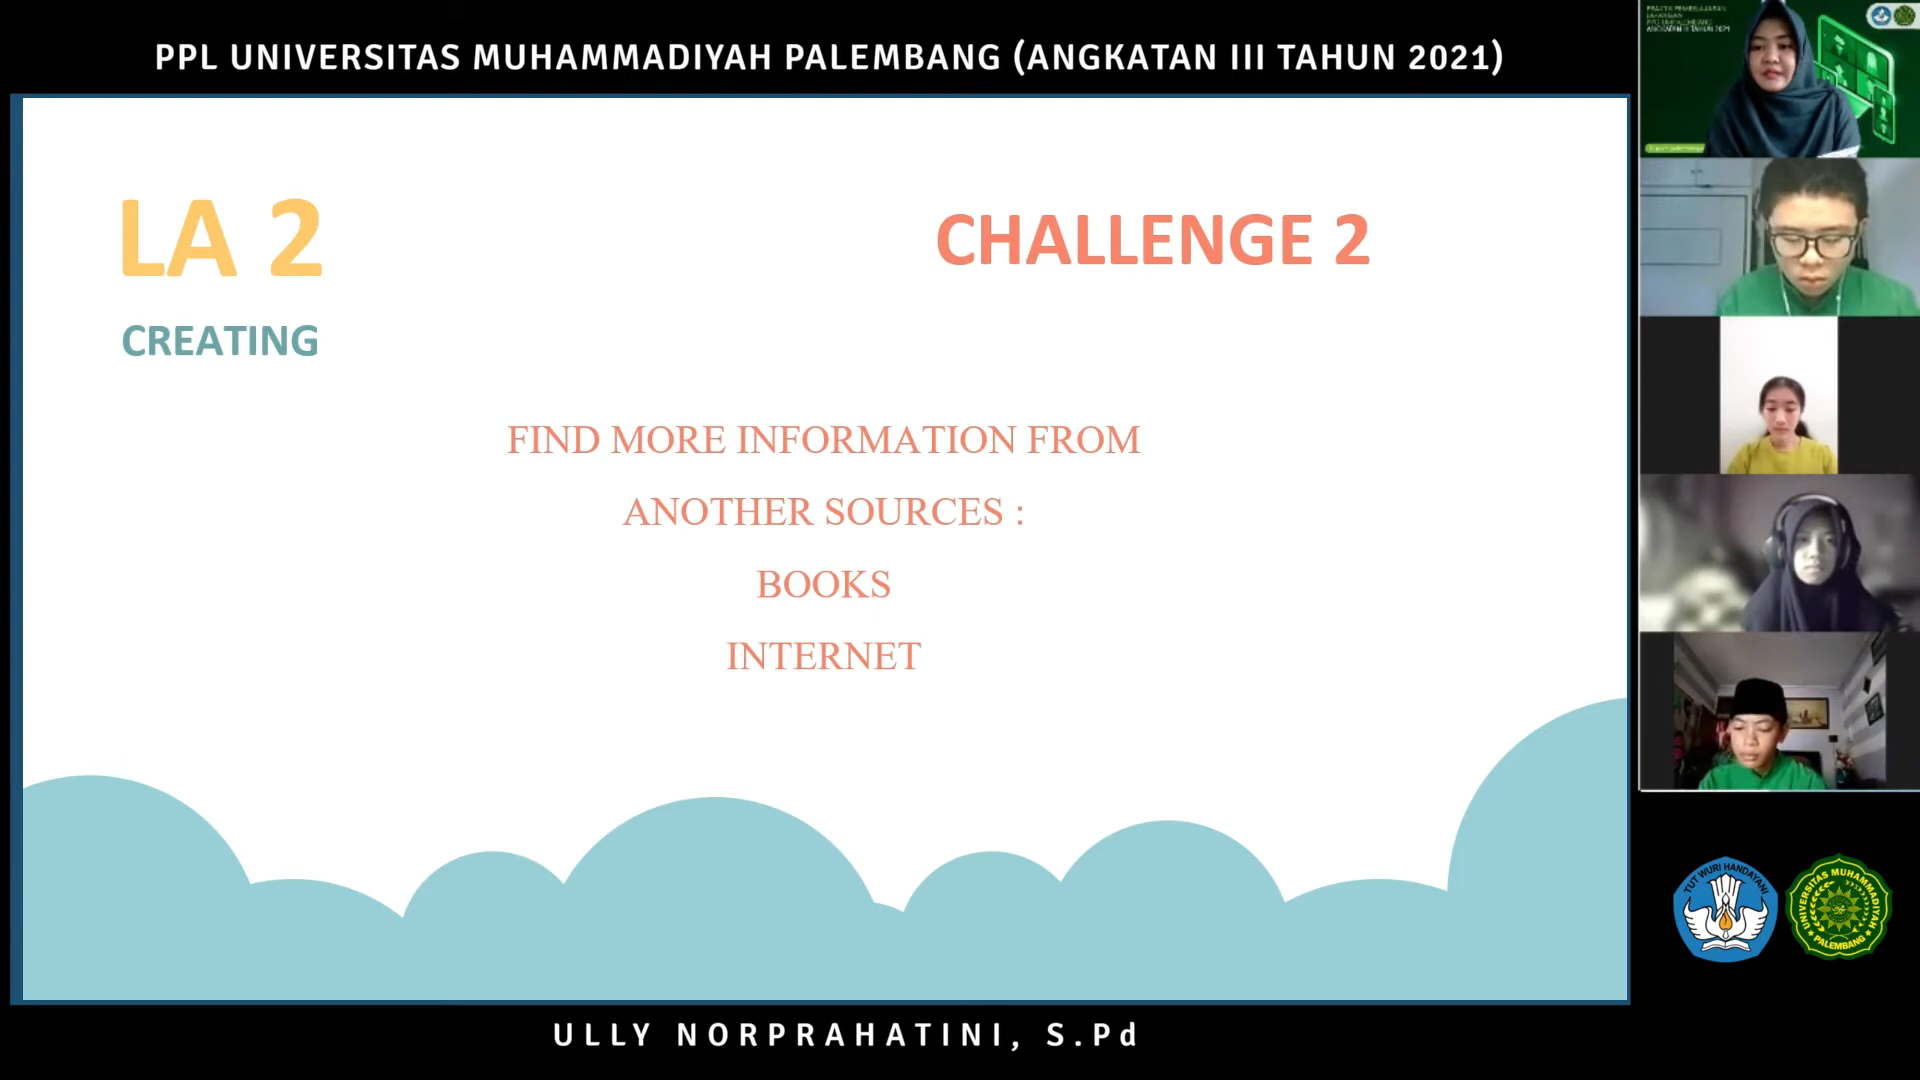 PPL UNIVERSITAS MUHAMMADIYAH PALEMBANG (ANGKATAN III TAHUN 2021)
LA 2
CHALLENGE 2
CREATING
FIND MORE INFORMATION FROM
ANOTHER SOURCES :
BOOKS
INTERNET
ULLY NORPRAHATINI, S.Pd
TUT WURI HANDAYANI
UNIVERSITAS MUHAMMADIYAH
PALEMBANG